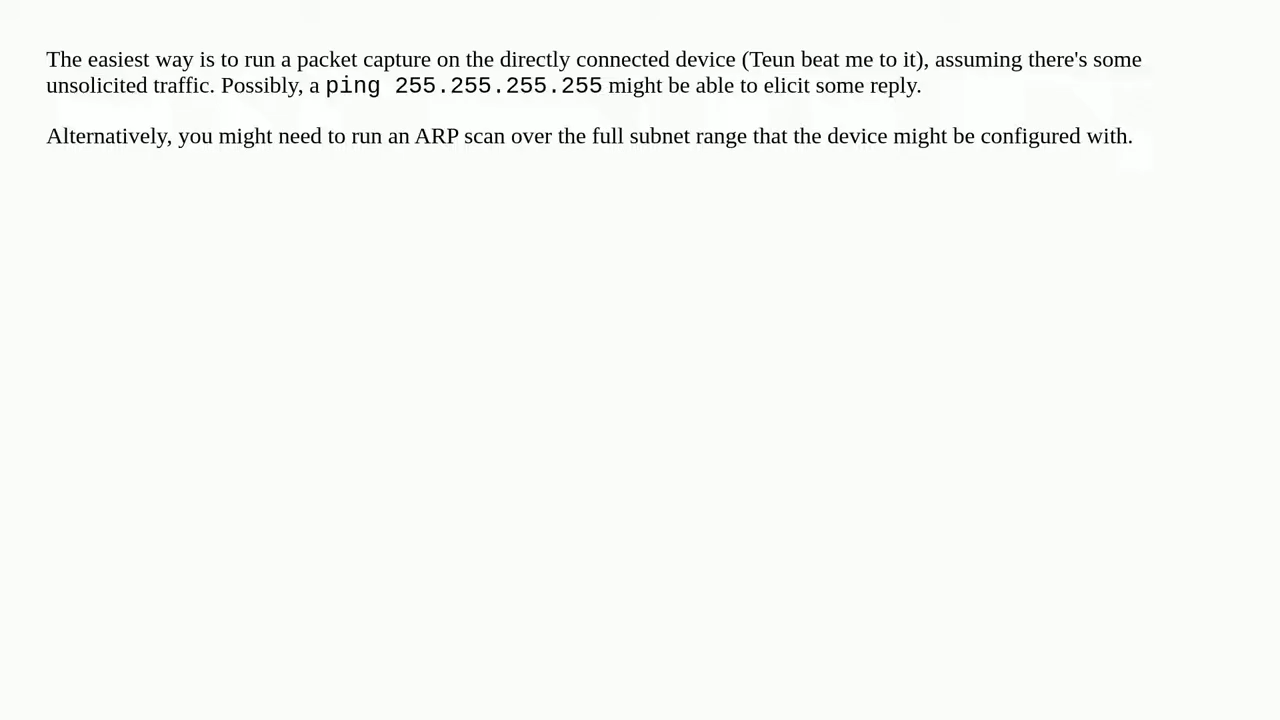 The easiest way is to run a packet capture on the directly connected device (Teun beat me to it), assuming there's some
unsolicited traffic. Possibly, a ping 255.255.255.255 might be able to elicit some reply.
Alternatively, you might need to run an ARP scan over the full subnet range that the device might be configured with.